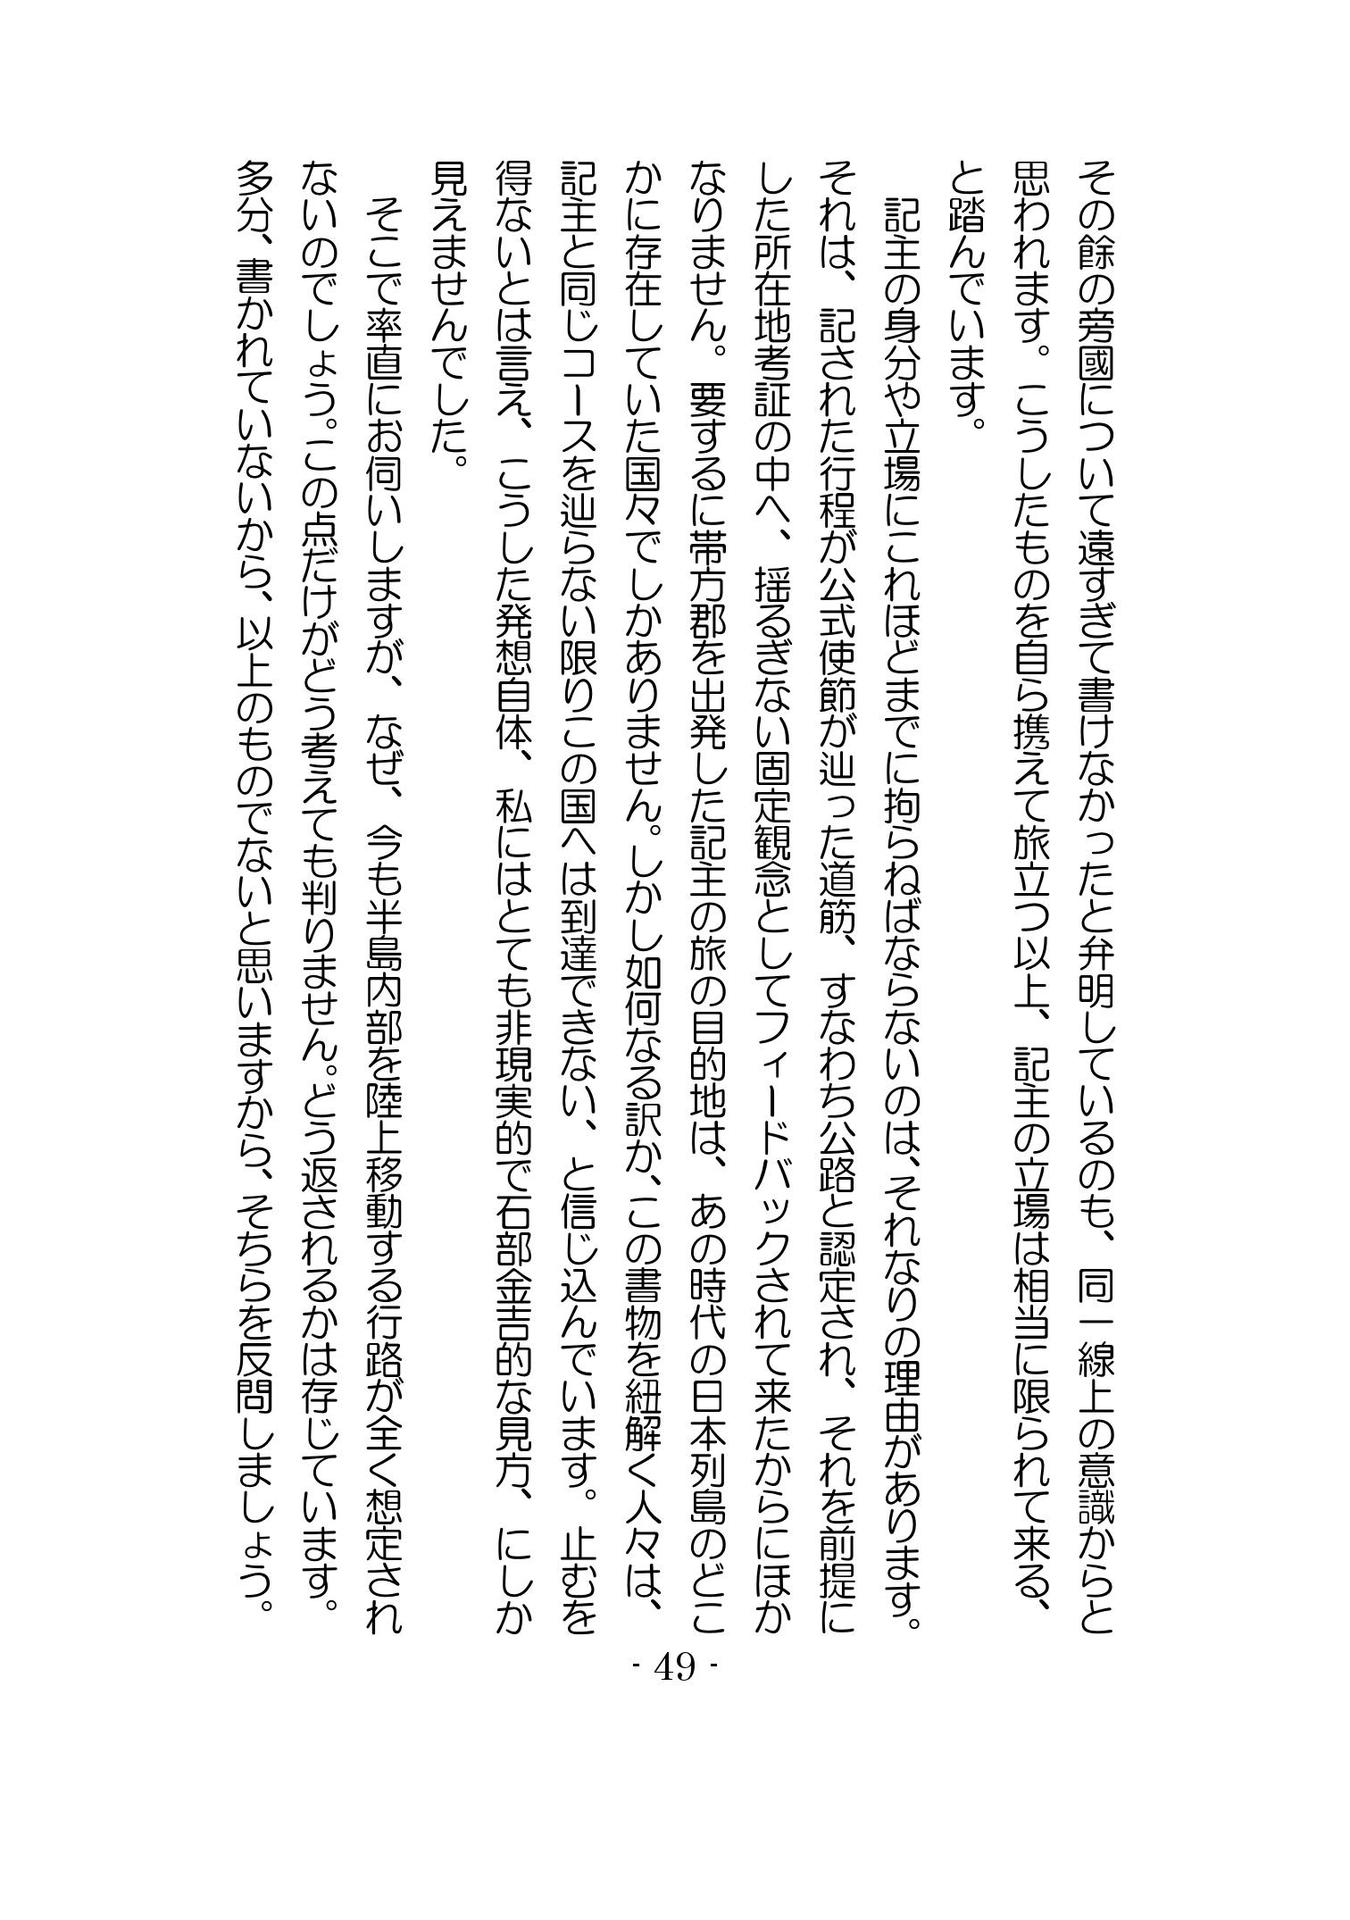 その餘の旁國について遠すぎて書けなかったと弁明しているのも、同一線上の意識からと
思われます。こうしたものを自ら携えて旅立つ以上、記主の立場は相当に限られて来る、
と踏んでいます。
　記主の身分や立場にこれほどまでに拘らねばならないのは、それなりの理由があります。
それは、記された行程が公式使節が辿った道筋、すなわち公路と認定され、それを前提に
した所在地考証の中へ、揺るぎない固定観念としてフィードバックされて来たからにほか
なりません。要するに帯方郡を出発した記主の旅の目的地は、あの時代の日本列島のどこ
かに存在していた国々でしかありません。しかし如何なる訳か、この書物を紐解く人々は、
記主と同じコースを辿らない限りこの国へは到達できない、と信じ込んでいます。止むを
得ないとは言え、こうした発想自体、私にはとても非現実的で石部金吉的な見方、にしか
見えませんでした。
　そこで率直にお伺いしますが、なぜ、今も半島内部を陸上移動する行路が全く想定され
ないのでしょう。この点だけがどう考えても判りません。どう返されるかは存じています。
多分、書かれていないから、以上のものでないと思いますから、そちらを反問しましょう。
- 49 -